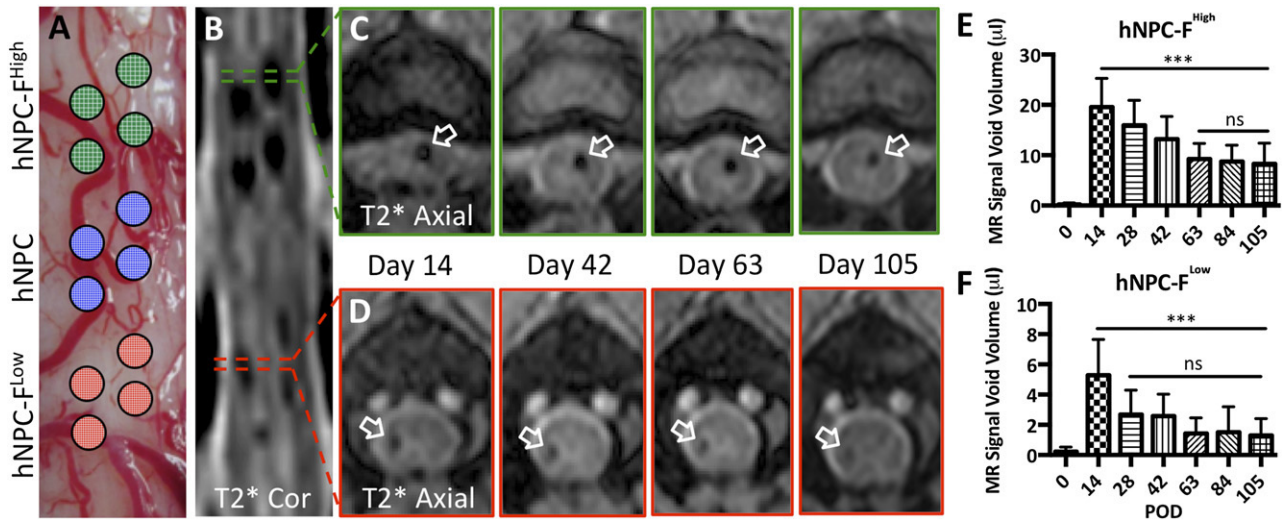 A
hNPC-F^High
hNPC
hNPC-F^Low
B
T2* Cor
C
T2* Axial
Day 14
Day 42
Day 63
Day 105
D
T2* Axial
E
hNPC-F^High
MR Signal Void Volume (μl)
30
20
10
0
***
ns
0 14 28 42 63 84 105
F
hNPC-F^Low
MR Signal Void Volume (μl)
10
8
6
4
2
0
***
ns
0 14 28 42 63 84 105
POD